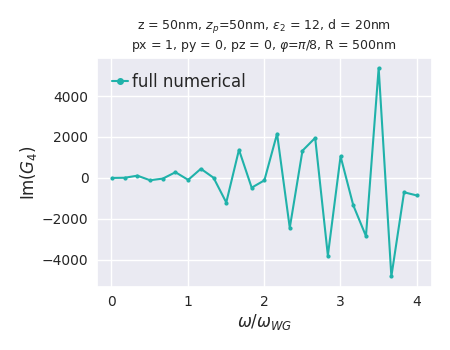 z = 50nm, z_p=50nm, ε_2 = 12, d = 20nm
px = 1, py = 0, pz = 0, φ=π/8, R = 500nm
full numerical
Im(G_4)
4000
2000
0
−2000
−4000
0 1 2 3 4
ω/ω_WG